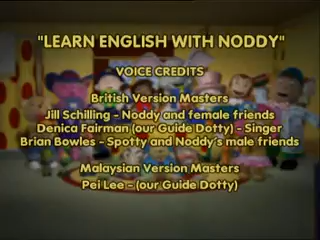 "LEARN ENGLISH WITH NODDY"
VOICE CREDITS
British Version Masters
Jill Schilling - Noddy and female friends
Denica Fairman (our Guide Dotty) - Singer
Brian Bowles - Spotty and Noddy's male friends
Malaysian Version Masters
Pei Lee - (our Guide Dotty)